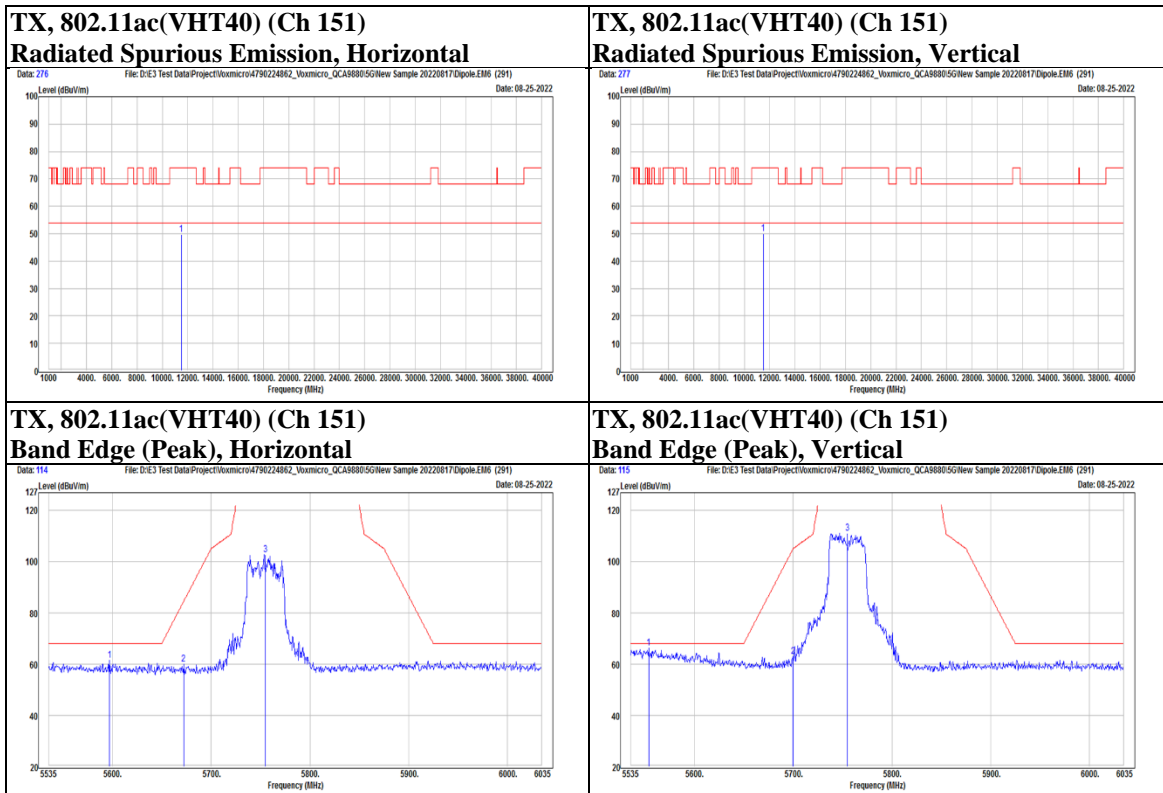 TX, 802.11ac(VHT40) (Ch 151)
Radiated Spurious Emission, Horizontal
Data: 276
File: D:\E3 Test Data\Project\Voxmicro\4790224862_Voxmicro_QCA9880\5G\New Sample 20220817\Dipole.EM6 (291)
Level (dBuV/m)
Date: 08-25-2022
100
90
80
70
60
50
40
30
20
10
0
1
1000 4000. 6000. 8000. 10000. 12000. 14000. 16000. 18000. 20000. 22000. 24000. 26000. 28000. 30000. 32000. 34000. 36000. 38000. 40000
Frequency (MHz)
TX, 802.11ac(VHT40) (Ch 151)
Radiated Spurious Emission, Vertical
Data: 277
File: D:\E3 Test Data\Project\Voxmicro\4790224862_Voxmicro_QCA9880\5G\New Sample 20220817\Dipole.EM6 (291)
Level (dBuV/m)
Date: 08-25-2022
100
90
80
70
60
50
40
30
20
10
0
1
1000 4000. 6000. 8000. 10000. 12000. 14000. 16000. 18000. 20000. 22000. 24000. 26000. 28000. 30000. 32000. 34000. 36000. 38000. 40000
Frequency (MHz)
TX, 802.11ac(VHT40) (Ch 151)
Band Edge (Peak), Horizontal
Data: 114
File: D:\E3 Test Data\Project\Voxmicro\4790224862_Voxmicro_QCA9880\5G\New Sample 20220817\Dipole.EM6 (291)
127
Level (dBuV/m)
Date: 08-25-2022
120
100
80
60
40
20
1
2
3
5535 5600. 5700. 5800. 5900. 6000. 6035
Frequency (MHz)
TX, 802.11ac(VHT40) (Ch 151)
Band Edge (Peak), Vertical
Data: 115
File: D:\E3 Test Data\Project\Voxmicro\4790224862_Voxmicro_QCA9880\5G\New Sample 20220817\Dipole.EM6 (291)
127
Level (dBuV/m)
Date: 08-25-2022
120
100
80
60
40
20
1
2
3
5535 5600. 5700. 5800. 5900. 6000. 6035
Frequency (MHz)